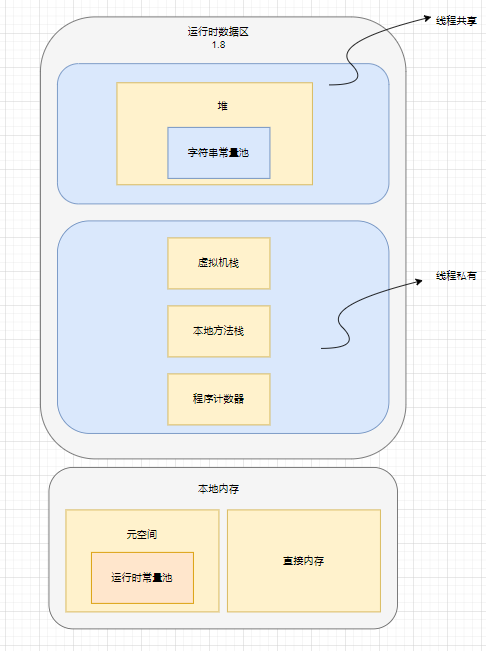 运行时数据区
1.8
线程共享
堆
字符串常量池
虚拟机栈
线程私有
本地方法栈
程序计数器
本地内存
元空间
运行时常量池
直接内存